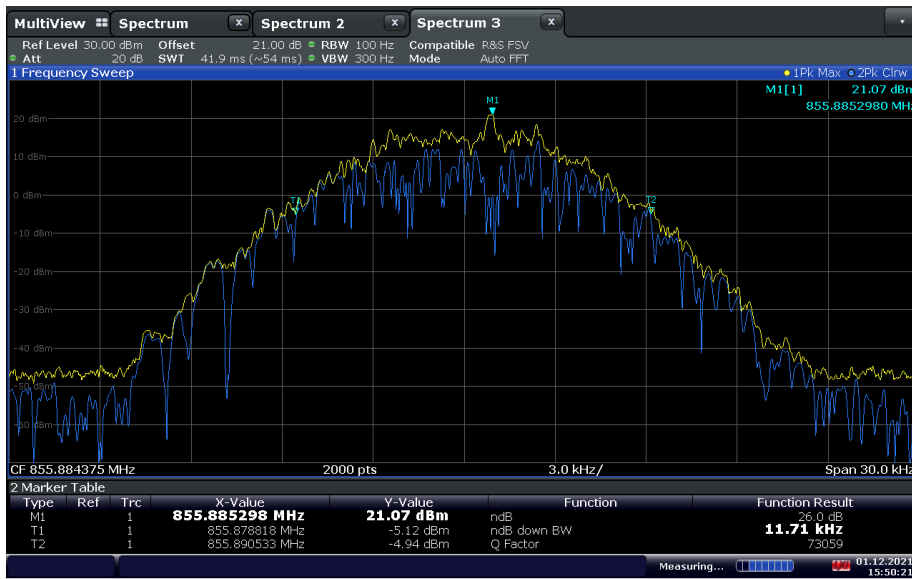 MultiView Spectrum x Spectrum 2 x Spectrum 3 x
Ref Level 30.00 dBm Offset 21.00 dB RBW 100 Hz Compatible R&S FSV
Att 20 dB SWT 41.9 ms (~54 ms) VBW 300 Hz Mode Auto FFT
1 Frequency Sweep 1Pk Max 2Pk Clrw
M1[1] 21.07 dBm
855.8852980 MHz
M1
20 dBm
10 dBm
0 dBm
T1
T2
-10 dBm
-20 dBm
-30 dBm
-40 dBm
-50 dBm
-60 dBm
CF 855.884375 MHz 2000 pts 3.0 kHz/ Span 30.0 kHz
2 Marker Table
Type Ref Trc X-Value Y-Value Function Function Result
M1 1 855.885298 MHz 21.07 dBm ndB 26.0 dB
T1 1 855.878818 MHz -5.12 dBm ndB down BW 11.71 kHz
T2 1 855.890533 MHz -4.94 dBm Q Factor 73059
Measuring... 01.12.2021
15:50:21